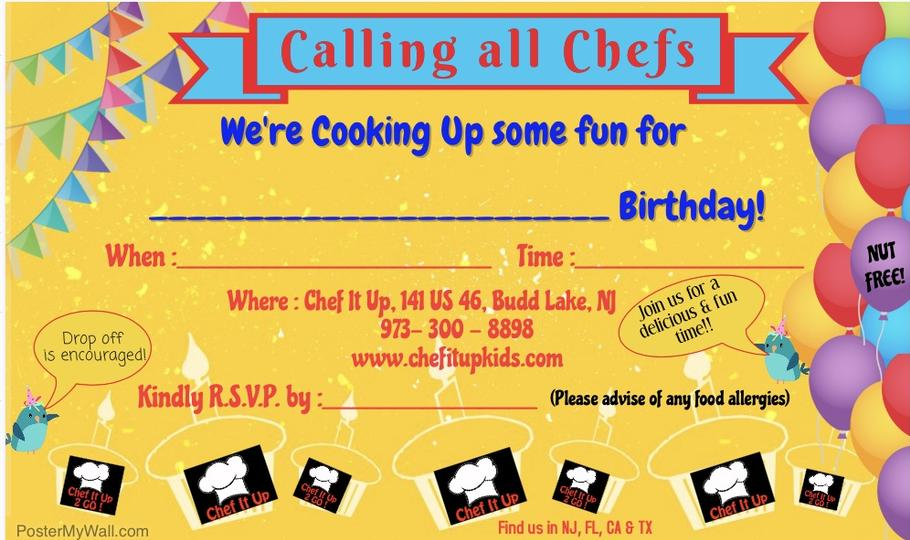 Calling all Chefs
We're Cooking Up some fun for
________________________ Birthday!
When :________________________ Time :__________________
NUT
FREE!
Where : Chef It Up, 141 US 46, Budd Lake, NJ
973- 300 - 8898
www.chefitupkids.com
Join us for a
delicious & fun
time!!
Drop off
is encouraged!
Kindly R.S.V.P. by :__________________ (Please advise of any food allergies)
Chef It Up
2 GO !
Chef It Up
Chef It Up
2 GO !
Chef It Up
Chef It Up
2 GO !
Chef It Up
Chef It Up
2 GO !
Find us in NJ, FL, CA & TX
PosterMyWall.com